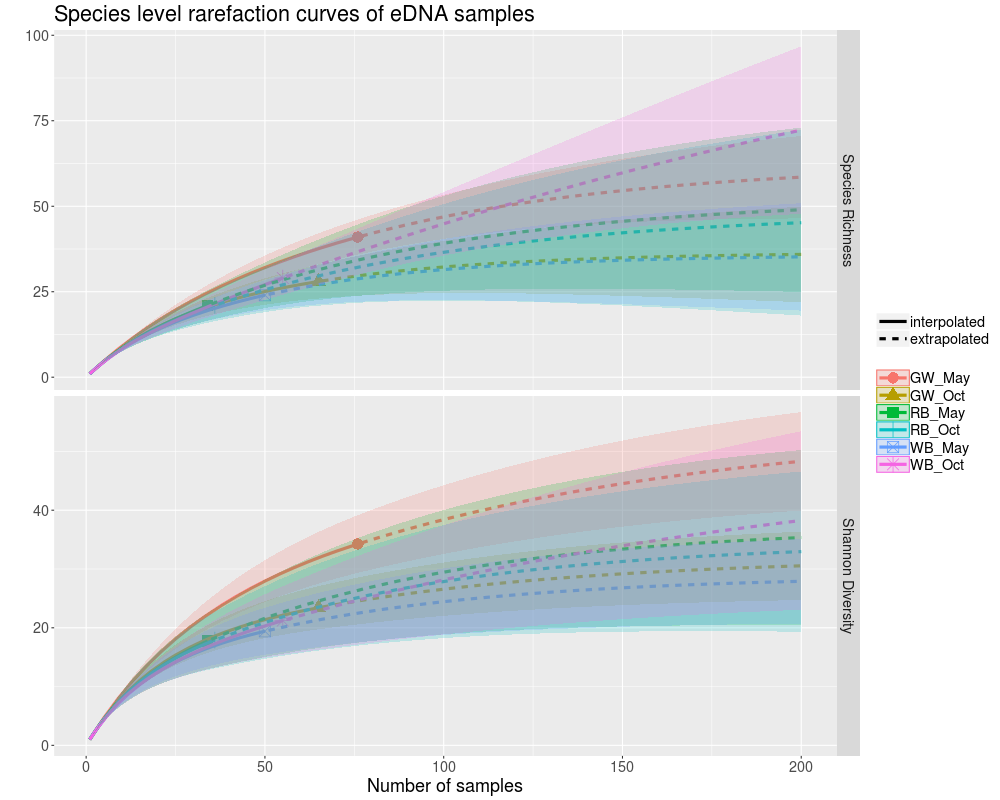 Species level rarefaction curves of eDNA samples
100
75
50
25
0
Species Richness
40
20
0
Shannon Diversity
0 50 100 150 200
Number of samples
interpolated
extrapolated
GW_May
GW_Oct
RB_May
RB_Oct
WB_May
WB_Oct